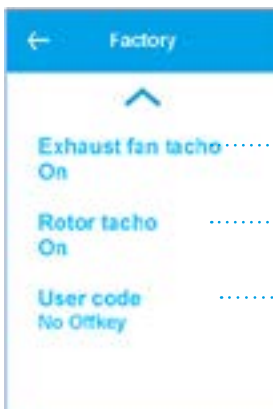 Factory
Exhaust fan tacho
On
Rotor tacho
On
User code
No Offkey